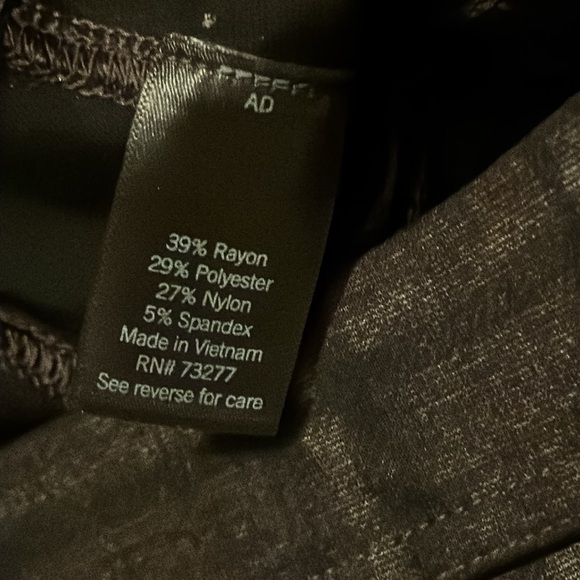 AD
39% Rayon
29% Polyester
27% Nylon
5% Spandex
Made in Vietnam
RN# 73277
See reverse for care